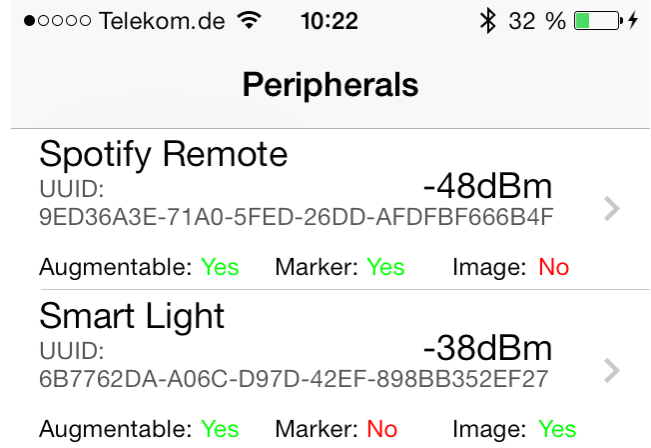 Telekom.de 10:22 32 %
Peripherals
Spotify Remote
UUID: -48dBm
9ED36A3E-71A0-5FED-26DD-AFDFBF666B4F
Augmentable: Yes Marker: Yes Image: No
Smart Light
UUID: -38dBm
6B7762DA-A06C-D97D-42EF-898BB352EF27
Augmentable: Yes Marker: No Image: Yes